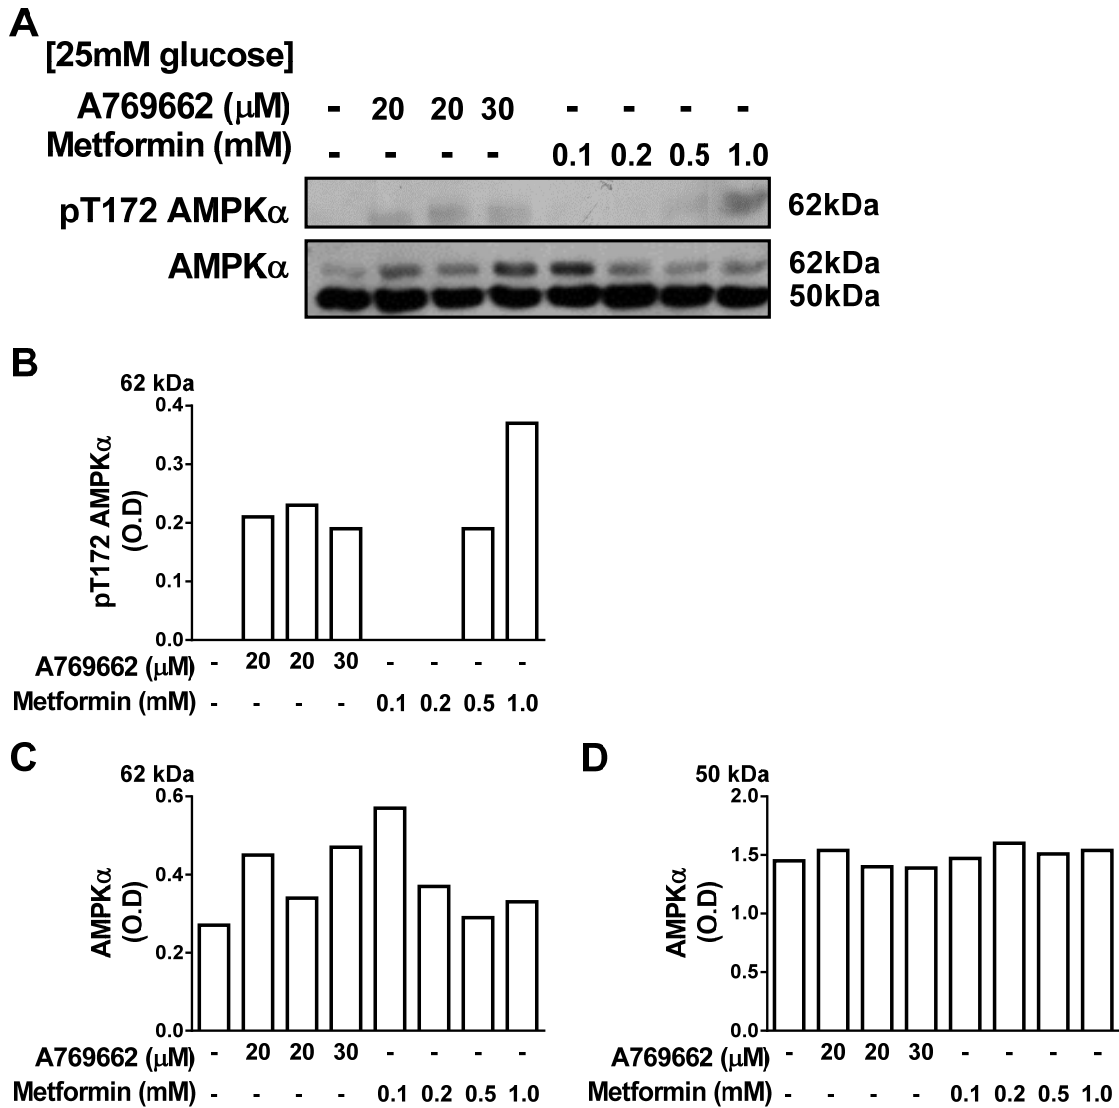 A
[25mM glucose]
A769662 (μM) - 20 20 30 - - - -
Metformin (mM) - - - - 0.1 0.2 0.5 1.0
pT172 AMPKα 62kDa
AMPKα 62kDa
50kDa
B
62 kDa
0.4
0.3
0.2
0.1
0.0
pT172 AMPKα
(O.D)
A769662 (μM) - 20 20 30 - - - -
Metformin (mM) - - - - 0.1 0.2 0.5 1.0
C
62 kDa
0.6
0.4
0.2
0.0
AMPKα
(O.D)
A769662 (μM) - 20 20 30 - - - -
Metformin (mM) - - - - 0.1 0.2 0.5 1.0
D
50 kDa
2.0
1.5
1.0
0.5
0.0
AMPKα
(O.D)
A769662 (μM) - 20 20 30 - - - -
Metformin (mM) - - - - 0.1 0.2 0.5 1.0